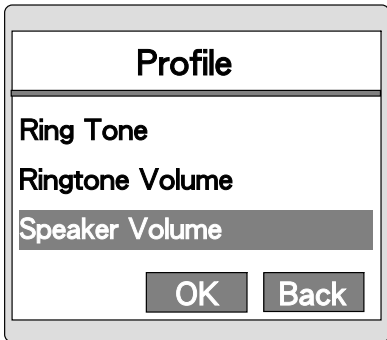 Profile
Ring Tone
Ringtone Volume
Speaker Volume
OK Back